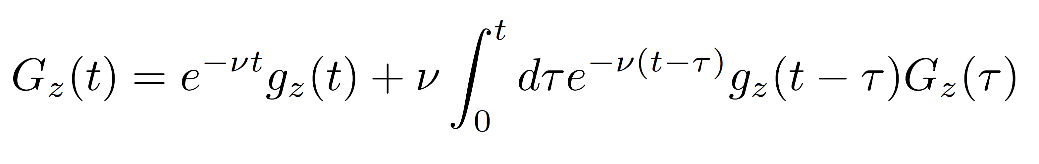 G_z(t) = e^{-\nu t} g_z(t) + \nu \int_0^t d\tau e^{-\nu(t-\tau)} g_z(t-\tau) G_z(\tau)